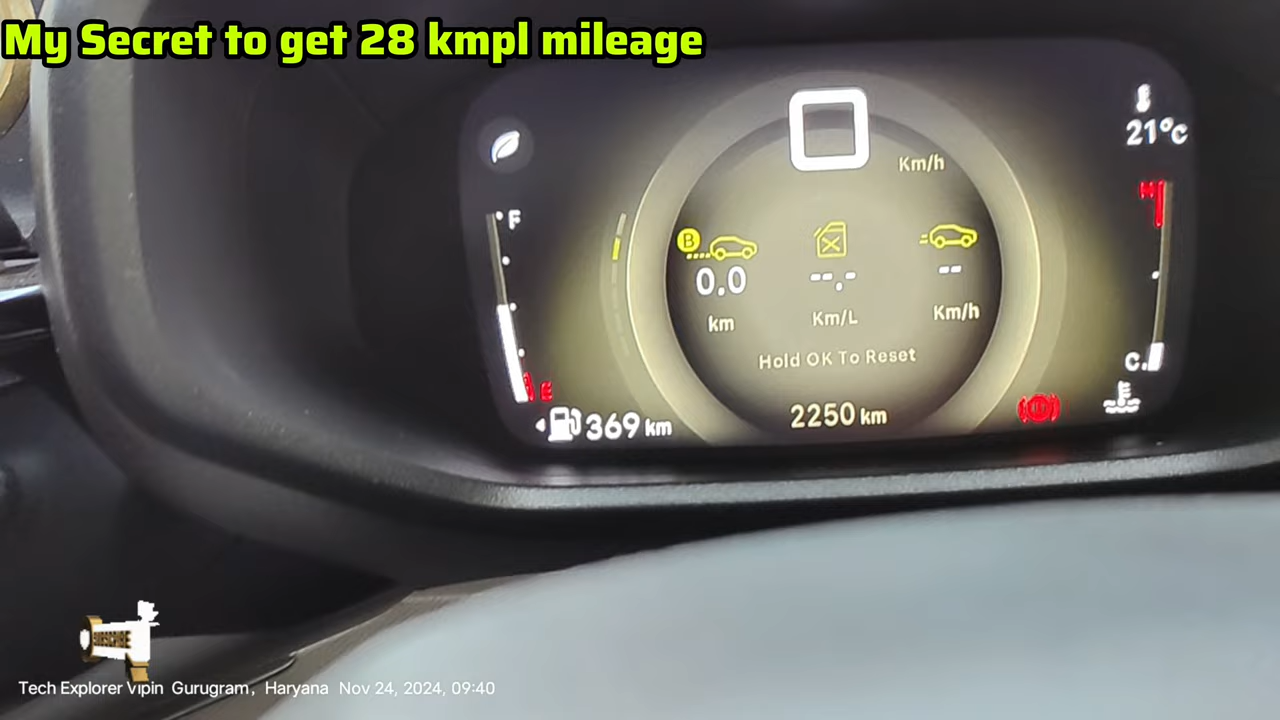 My Secret to get 28 kmpl mileage
21°c
Km/h
F
H
B
0.0
--.-
--
km
Km/L
Km/h
Hold OK To Reset
C
E
369 km
2250 km
SUBSCRIBE
Tech Explorer Vipin Gurugram, Haryana Nov 24, 2024, 09:40